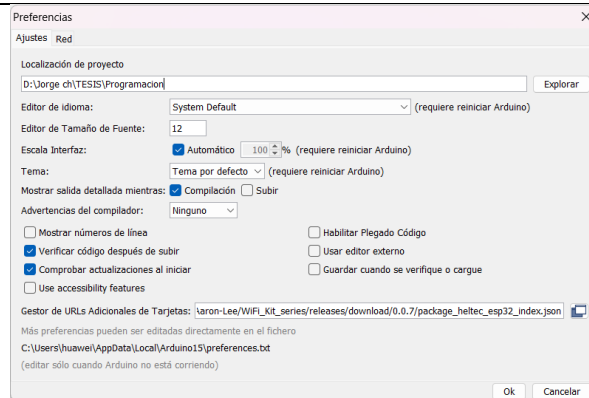 Preferencias
Ajustes Red
Localización de proyecto
D:\Jorge ch\TESIS\Programacion
Explorar
Editor de idioma: System Default (requiere reiniciar Arduino)
Editor de Tamaño de Fuente: 12
Escala Interfaz: Automático 100 % (requiere reiniciar Arduino)
Tema: Tema por defecto (requiere reiniciar Arduino)
Mostrar salida detallada mientras: Compilación Subir
Advertencias del compilador: Ninguno
Mostrar números de línea Habilitar Plegado Código
Verificar código después de subir Usar editor externo
Comprobar actualizaciones al iniciar Guardar cuando se verifique o cargue
Use accessibility features
Gestor de URLs Adicionales de Tarjetas: aron-Lee/WiFi_Kit_series/releases/download/0.0.7/package_heltec_esp32_index.json
Más preferencias pueden ser editadas directamente en el fichero
C:\Users\huawei\AppData\Local\Arduino15\preferences.txt
(editar sólo cuando Arduino no está corriendo)
Ok Cancelar